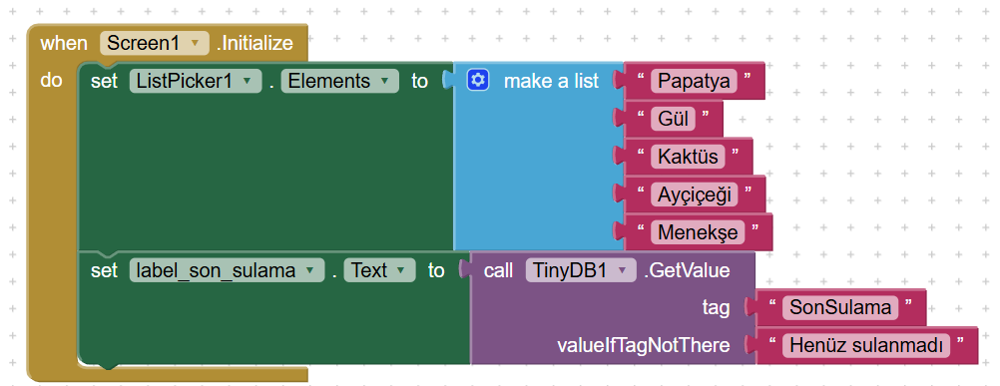 when Screen1 .Initialize
do set ListPicker1 . Elements to make a list “ Papatya ”
“ Gül ”
“ Kaktüs ”
“ Ayçiçeği ”
“ Menekşe ”
set label_son_sulama . Text to call TinyDB1 .GetValue
tag “ SonSulama ”
valueIfTagNotThere “ Henüz sulanmadı ”